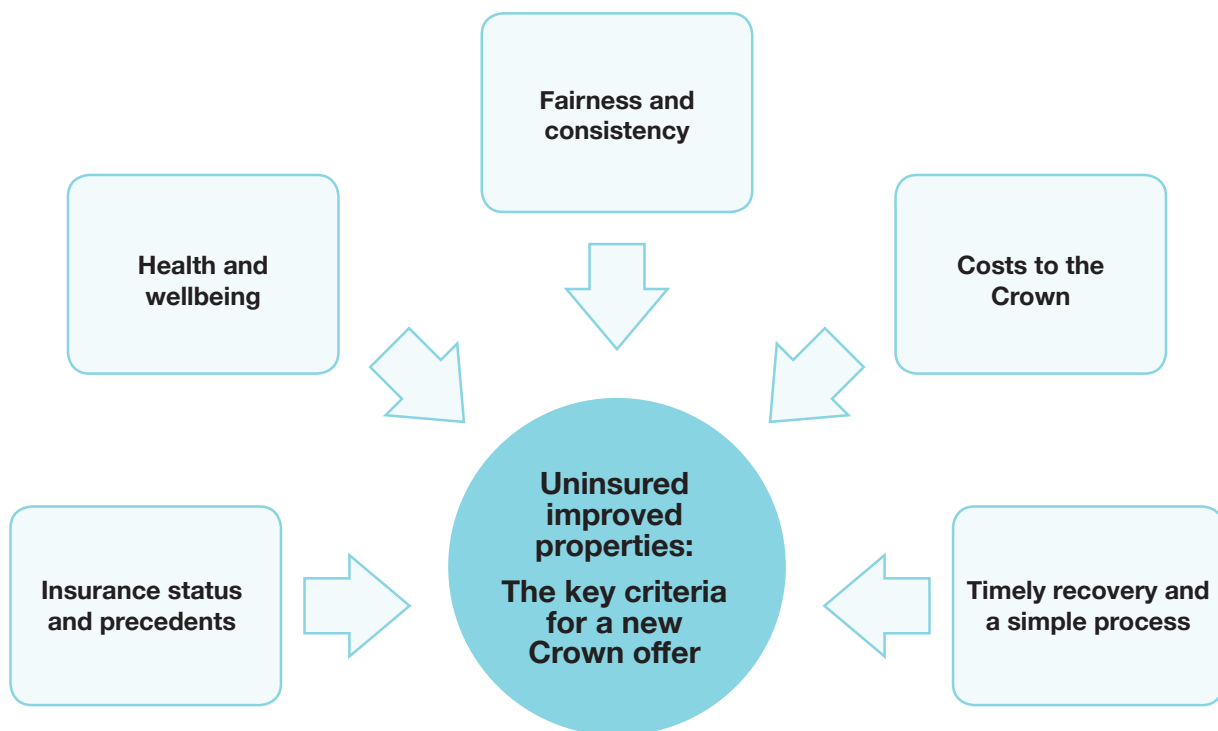 Fairness and
consistency
Health and
wellbeing
Costs to the
Crown
Insurance status
and precedents
Uninsured
improved
properties:
The key criteria
for a new
Crown offer
Timely recovery and
a simple process